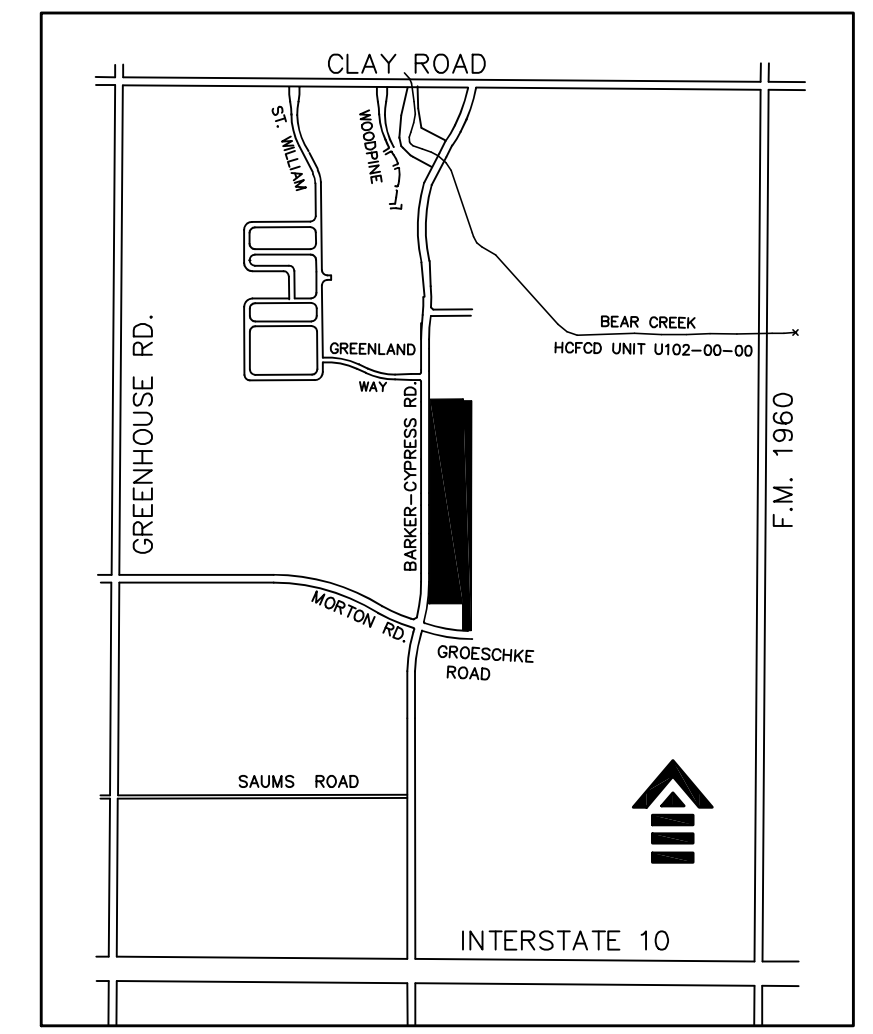 CLAY ROAD
ST. WILLIAM
WOODPINE
GREENHOUSE RD.
BEAR CREEK
HCFCD UNIT U102-00-00
GREENLAND
WAY
BARKER-CYPRESS RD.
F.M. 1960
MORTON RD.
GROESCHKE
ROAD
SAUMS ROAD
INTERSTATE 10